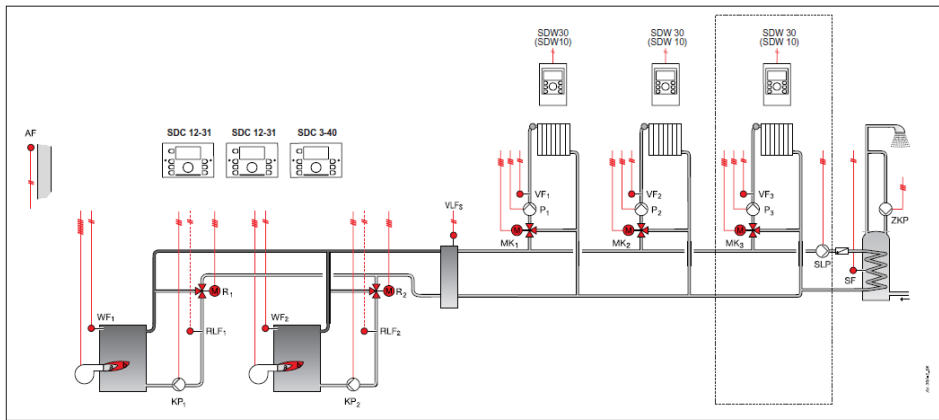 SDW30
(SDW10)
SDW 30
(SDW 10)
SDW 30
(SDW 10)
AF
SDC 12-31
SDC 12-31
SDC 3-40
VF1
VF2
VF3
VLFS
P1
P2
P3
ZKP
M
M
M
MK1
MK2
MK3
SLP
SF
M
R1
M
R2
WF1
RLF1
WF2
RLF2
KP1
KP2